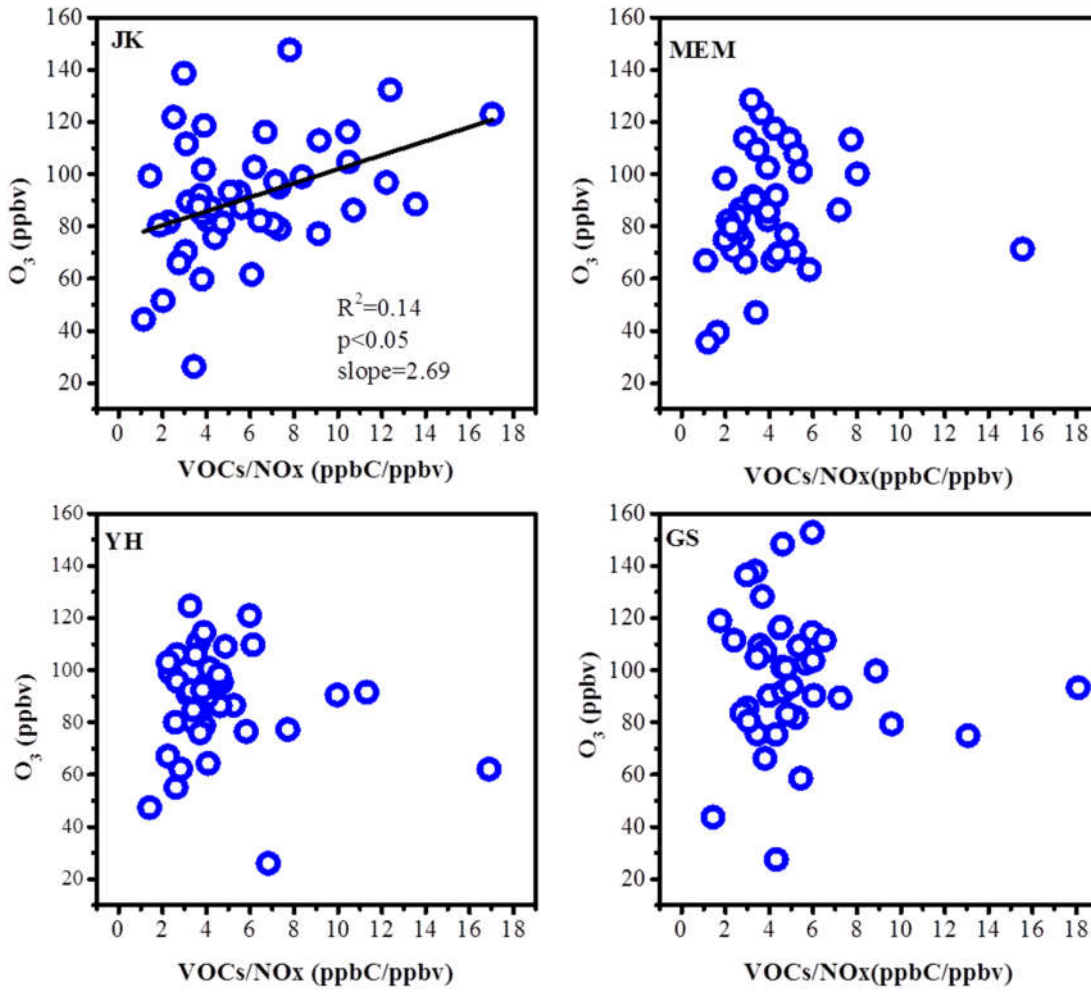 JK
160
140
120
100
80
60
40
20
O3 (ppbv)
R2=0.14
p<0.05
slope=2.69
0 2 4 6 8 10 12 14 16 18
VOCs/NOx (ppbC/ppbv)
MEM
160
140
120
100
80
60
40
20
O3 (ppbv)
0 2 4 6 8 10 12 14 16 18
VOCs/NOx(ppbC/ppbv)
YH
160
140
120
100
80
60
40
20
O3 (ppbv)
0 2 4 6 8 10 12 14 16 18
VOCs/NOx (ppbC/ppbv)
GS
160
140
120
100
80
60
40
20
O3 (ppbv)
0 2 4 6 8 10 12 14 16 18
VOCs/NOx(ppbC/ppbv)